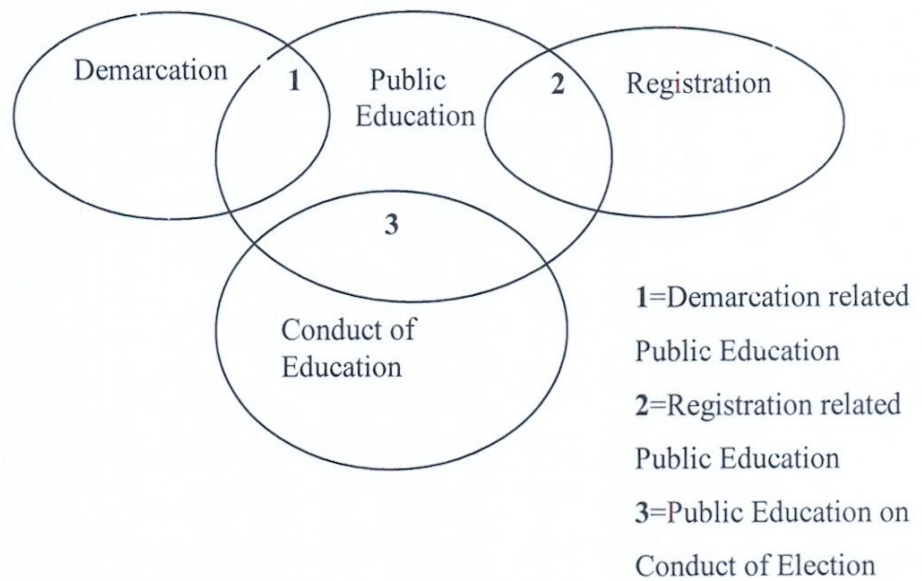 Demarcation
1
Public
Education
2
Registration
3
Conduct of
Education
1=Demarcation related
Public Education
2=Registration related
Public Education
3=Public Education on
Conduct of Election